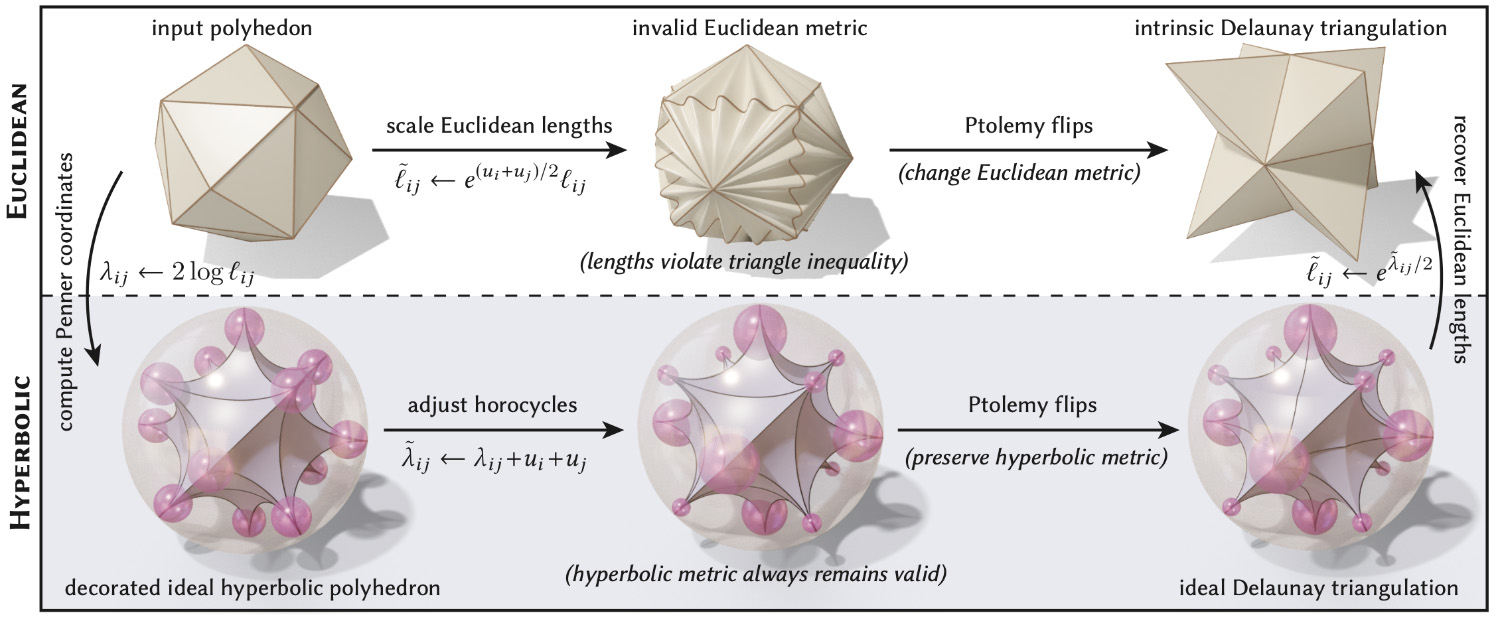 input polyhedon
invalid Euclidean metric
intrinsic Delaunay triangulation
EUCLIDEAN
scale Euclidean lengths
ℓ̃ij ← e^(ui+uj)/2 ℓij
Ptolemy flips
(change Euclidean metric)
(lengths violate triangle inequality)
compute Penner coordinates
λij ← 2 log ℓij
recover Euclidean lengths
ℓ̃ij ← e^λ̃ij/2
HYPERBOLIC
adjust horocycles
λ̃ij ← λij+ui+uj
Ptolemy flips
(preserve hyperbolic metric)
decorated ideal hyperbolic polyhedron
(hyperbolic metric always remains valid)
ideal Delaunay triangulation